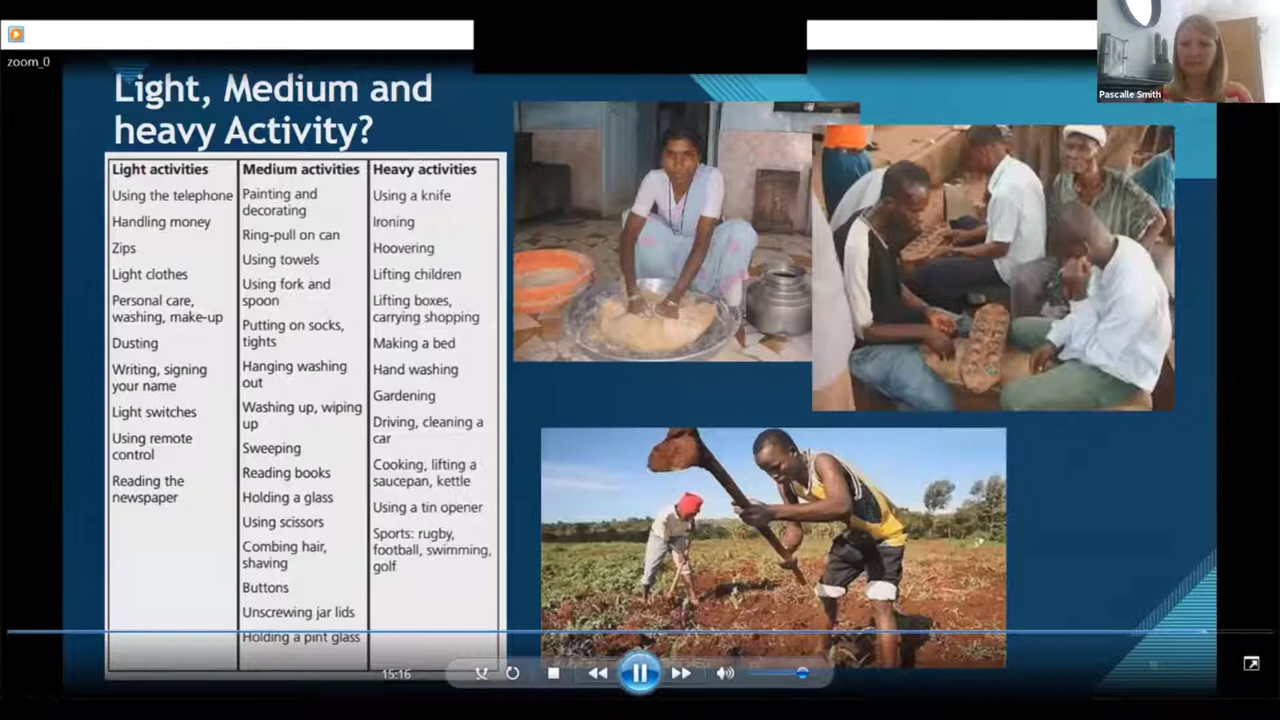 zoom_0
Pascalle Smith
Light, Medium and
heavy Activity?
Light activities
Using the telephone
Handling money
Zips
Light clothes
Personal care,
washing, make-up
Dusting
Writing, signing
your name
Light switches
Using remote
control
Reading the
newspaper
Medium activities
Painting and
decorating
Ring-pull on can
Using towels
Using fork and
spoon
Putting on socks,
tights
Hanging washing
out
Washing up, wiping
up
Sweeping
Reading books
Holding a glass
Using scissors
Combing hair,
shaving
Buttons
Unscrewing jar lids
Holding a pint glass
Heavy activities
Using a knife
Ironing
Hoovering
Lifting children
Lifting boxes,
carrying shopping
Making a bed
Hand washing
Gardening
Driving, cleaning a
car
Cooking, lifting a
saucepan, kettle
Using a tin opener
Sports: rugby,
football, swimming,
golf
15:16